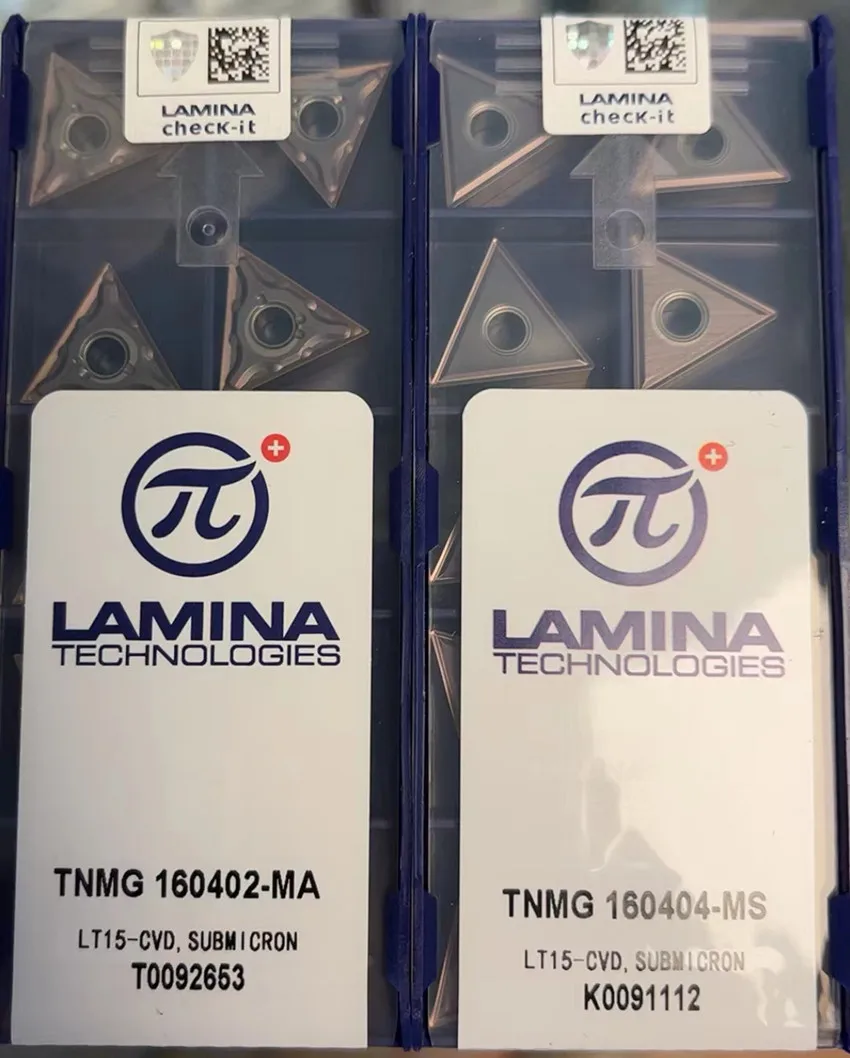 LAMINA
check-it
π
LAMINA
TECHNOLOGIES
TNMG 160402-MA
LT15-CVD, SUBMICRON
T0092653
LAMINA
check-it
π
LAMINA
TECHNOLOGIES
TNMG 160404-MS
LT15-CVD, SUBMICRON
K0091112